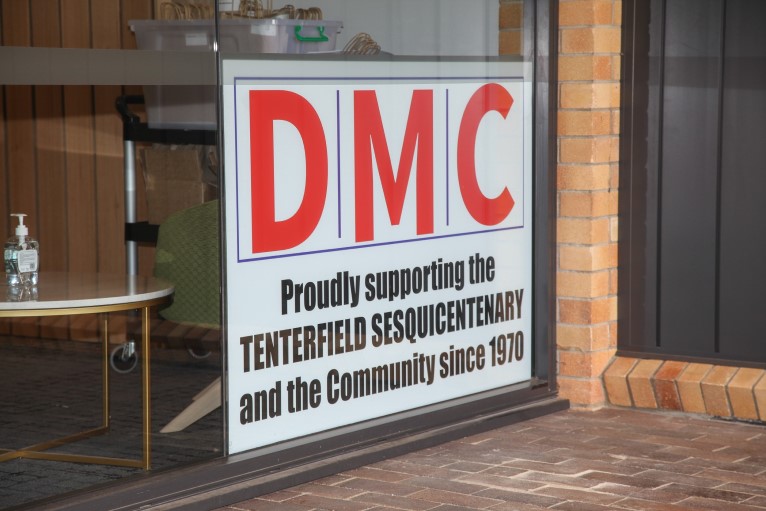 DMC
Proudly supporting the
TENTERFIELD SESQUICENTENARY
and the Community since 1970